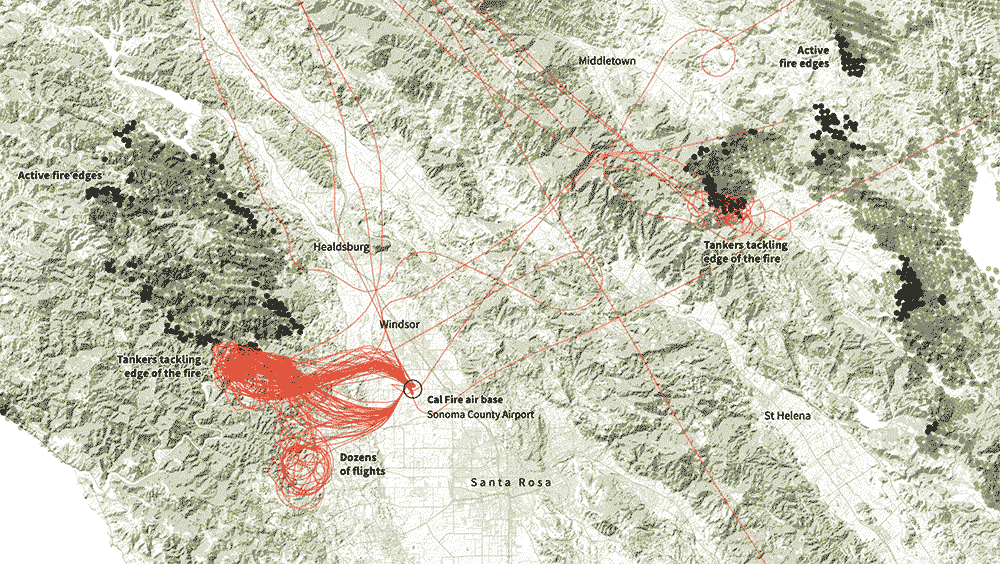 Active
fire edges
Middletown
Active fire edges
Healdsburg
Tankers tackling
edge of the fire
Windsor
Tankers tackling
edge of the fire
Cal Fire air base
Sonoma County Airport
St Helena
Dozens
of flights
Santa Rosa